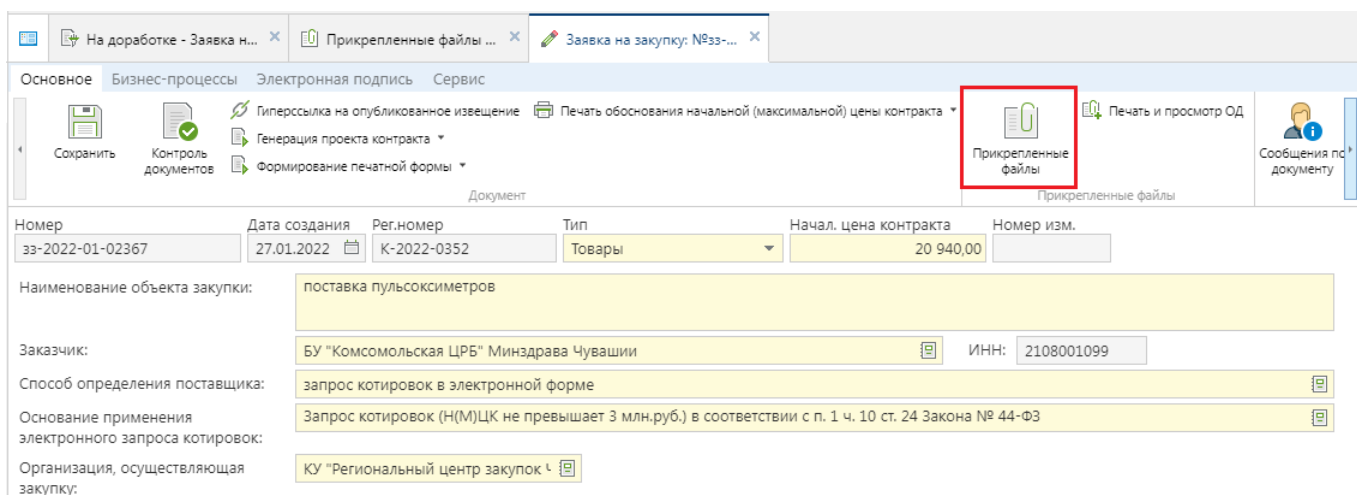 На доработке - Заявка н... Прикрепленные файлы ... Заявка на закупку: №зз-...
Основное Бизнес-процессы Электронная подпись Сервис
Сохранить
Контроль
документов
Гиперссылка на опубликованное извещение
Генерация проекта контракта
Формирование печатной формы
Печать обоснования начальной (максимальной) цены контракта
Прикрепленные
файлы
Печать и просмотр ОД
Сообщения по
документу
Документ Прикрепленные файлы
Номер Дата создания Рег.номер Тип Начал. цена контракта Номер изм.
зз-2022-01-02367 27.01.2022 К-2022-0352 Товары 20 940,00
Наименование объекта закупки: поставка пульсоксиметров
Заказчик: БУ "Комсомольская ЦРБ" Минздрава Чувашии ИНН: 2108001099
Способ определения поставщика: запрос котировок в электронной форме
Основание применения
электронного запроса котировок:
Запрос котировок (Н(М)ЦК не превышает 3 млн.руб.) в соответствии с п. 1 ч. 10 ст. 24 Закона № 44-ФЗ
Организация, осуществляющая
закупку:
КУ "Региональный центр закупок